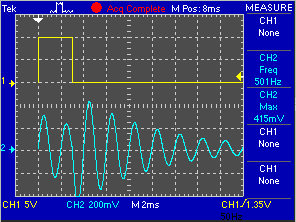 Tek Acq Complete M Pos: 8ms MEASURE
CH1
None
CH2
Freq
501Hz
CH2
Max
415mV
CH1
None
CH1
None
1
2
CH1 5V CH2 200mV M 2ms CH1 / 1.35V